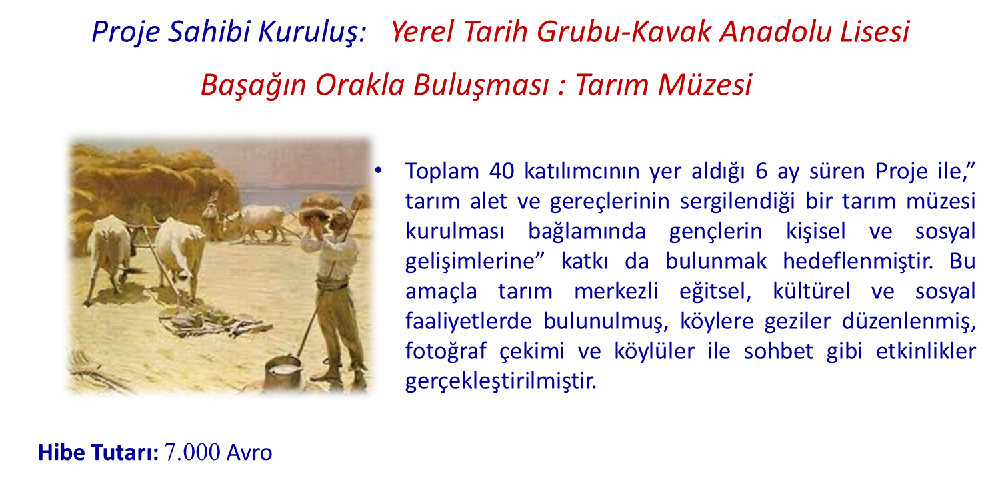 Proje Sahibi Kuruluş: Yerel Tarih Grubu-Kavak Anadolu Lisesi
Başağın Orakla Buluşması : Tarım Müzesi
• Toplam 40 katılımcının yer aldığı 6 ay süren Proje ile,”
tarım alet ve gereçlerinin sergilendiği bir tarım müzesi
kurulması bağlamında gençlerin kişisel ve sosyal
gelişimlerine” katkı da bulunmak hedeflenmiştir. Bu
amaçla tarım merkezli eğitsel, kültürel ve sosyal
faaliyetlerde bulunulmuş, köylere geziler düzenlenmiş,
fotoğraf çekimi ve köylüler ile sohbet gibi etkinlikler
gerçekleştirilmiştir.
Hibe Tutarı: 7.000 Avro